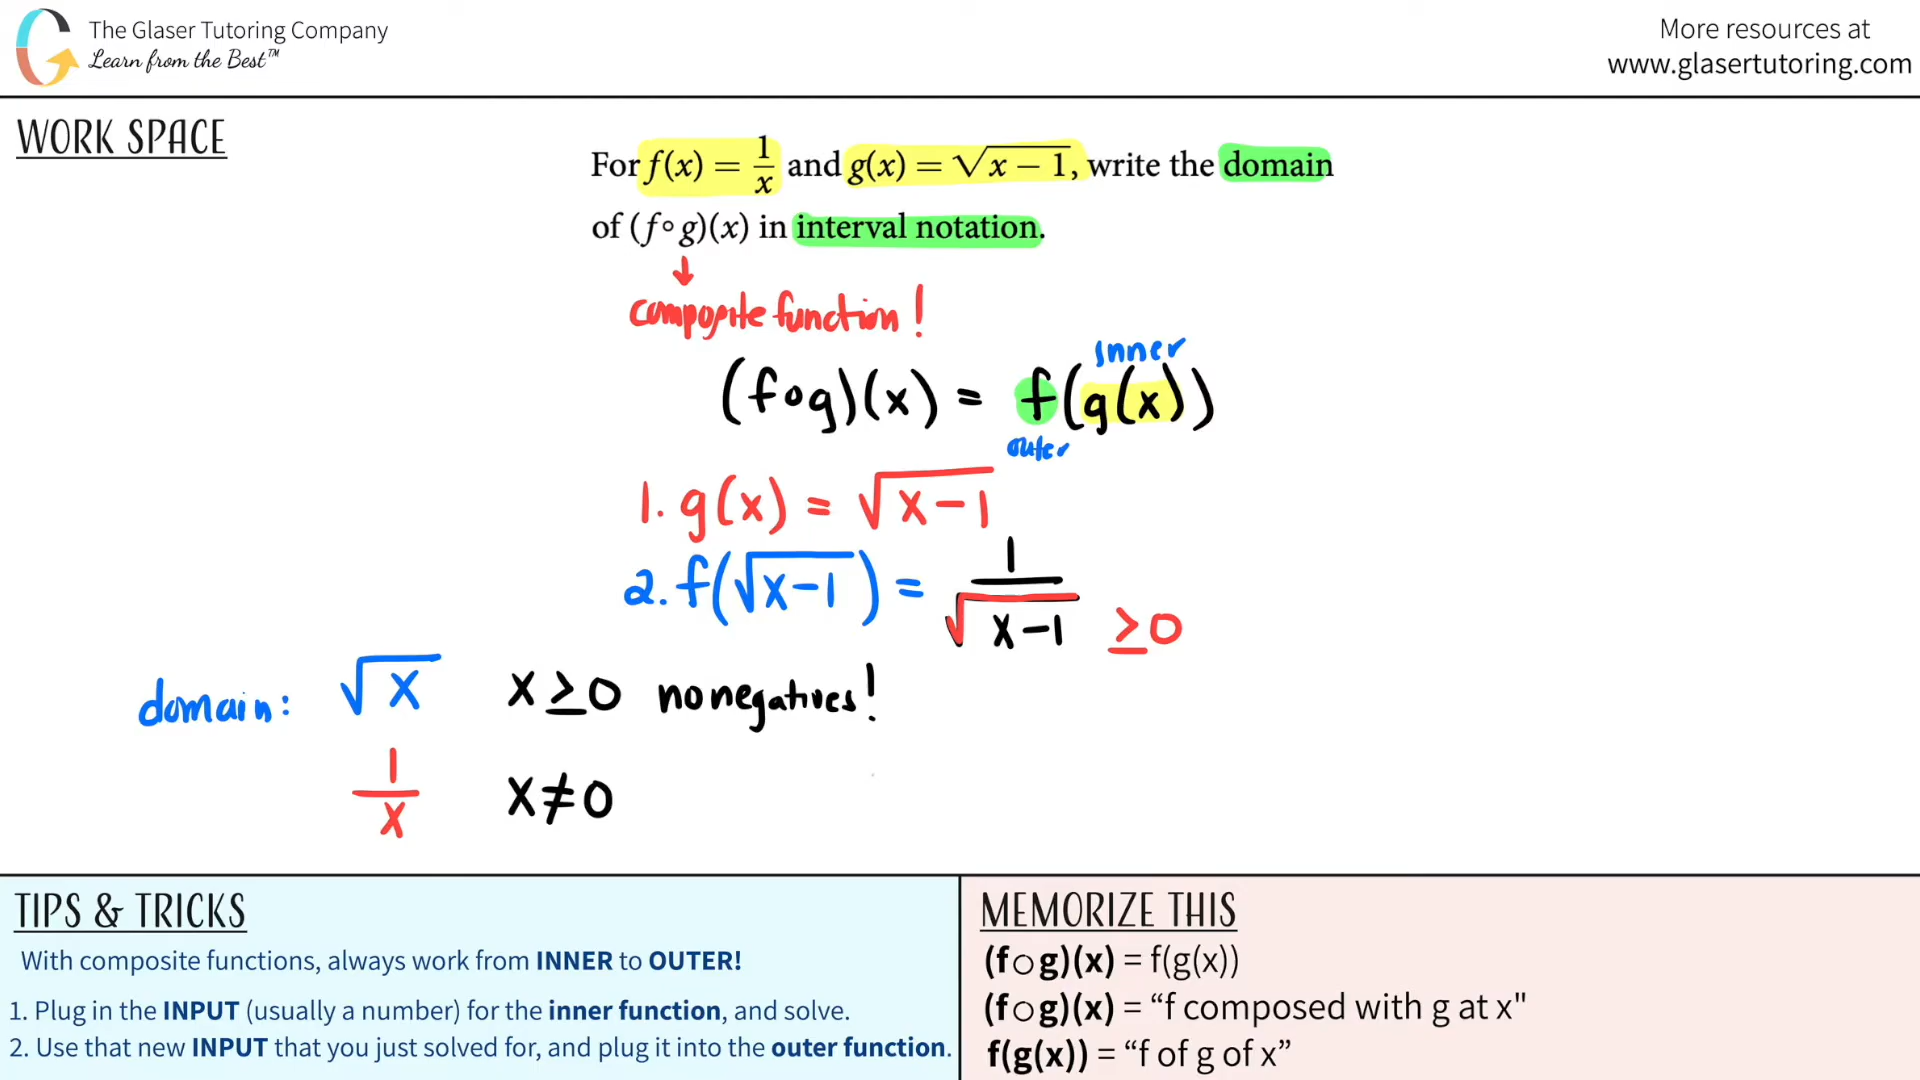 The Glaser Tutoring Company
Learn from the Best™
More resources at
www.glasertutoring.com
WORK SPACE
For f(x) = 1/x and g(x) = √(x − 1), write the domain
of (f∘g)(x) in interval notation.
↓
composite function!
inner
(f∘g)(x) = f(g(x))
outer
1. g(x) = √(x−1)
2. f(√(x−1)) = 1/√(x−1) ≥0
domain: √x x ≥ 0 no negatives!
1/x x ≠ 0
TIPS & TRICKS
With composite functions, always work from INNER to OUTER!
1. Plug in the INPUT (usually a number) for the inner function, and solve.
2. Use that new INPUT that you just solved for, and plug it into the outer function.
MEMORIZE THIS
(f○g)(x) = f(g(x))
(f○g)(x) = “f composed with g at x"
f(g(x)) = “f of g of x”